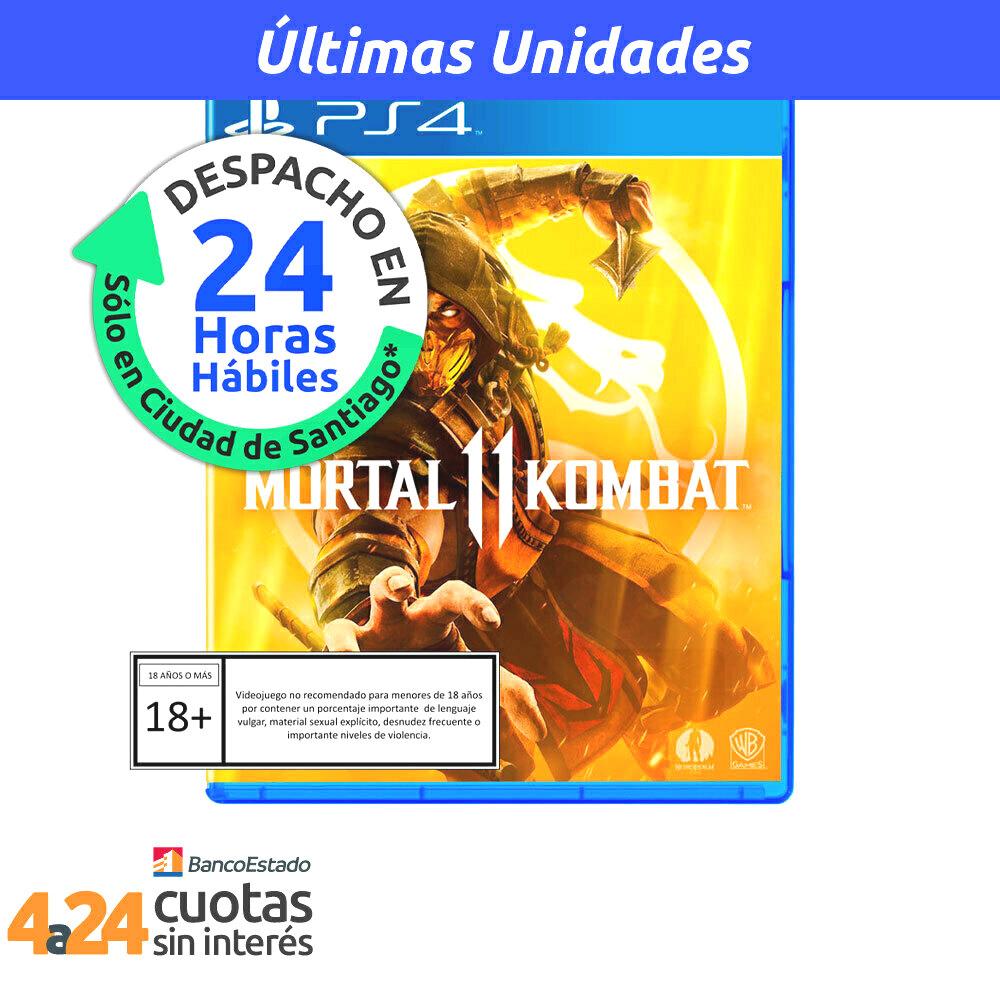 Últimas Unidades
PS4
DESPACHO EN
24
Horas
Hábiles
Sólo en Ciudad de Santiago*
MORTAL 11 KOMBAT
18 AÑOS O MÁS
18+
Videojuego no recomendado para menores de 18 años
por contener un porcentaje importante de lenguaje
vulgar, material sexual explícito, desnudez frecuente o
importante niveles de violencia.
WB
GAMES
BancoEstado
4a24 cuotas
sin interés